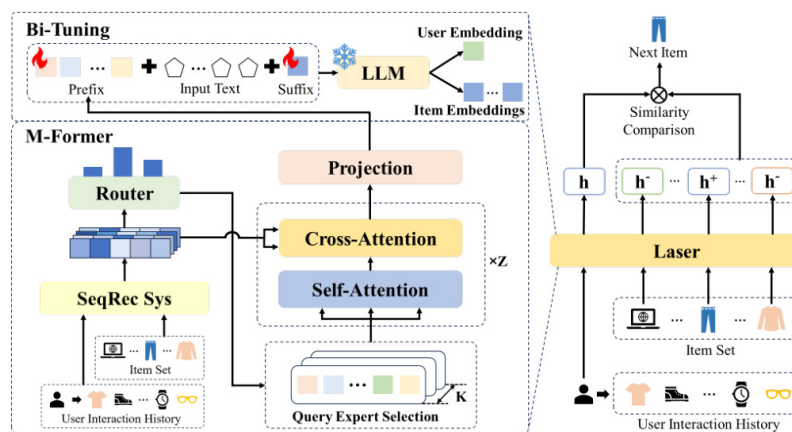 Bi-Tuning
Prefix
Input Text
Suffix
LLM
User Embedding
Item Embeddings
M-Former
Router
SeqRec Sys
Item Set
User Interaction History
Projection
Cross-Attention
Self-Attention
×Z
K
Query Expert Selection
Next Item
Similarity
Comparison
h
h⁻
...
h⁺
...
h⁻
Laser
Item Set
User Interaction History